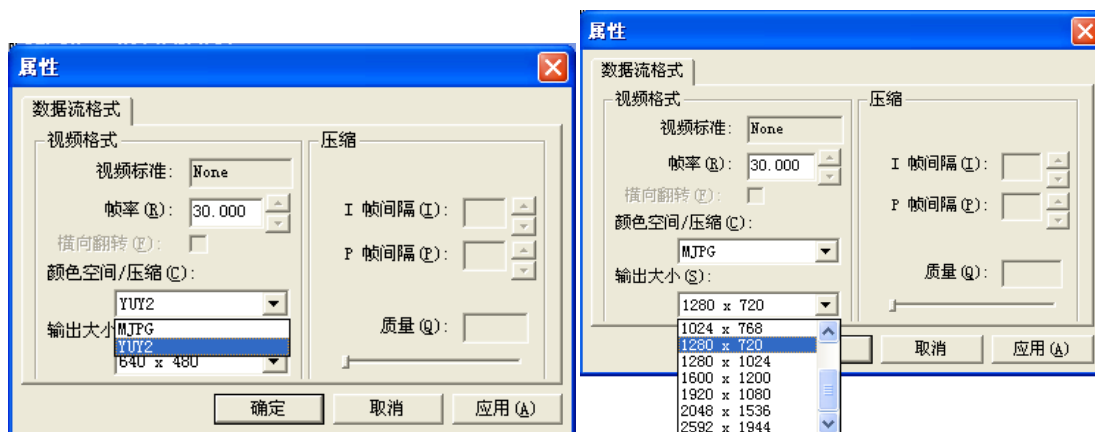 属性
数据流格式
视频格式
视频标准: None
帧率(R): 30.000
横向翻转(F):
颜色空间/压缩(C):
YUY2
MJPG
YUY2
输出大小
640 x 480
压缩
I 帧间隔(I):
P 帧间隔(P):
质量(Q):
确定
取消
应用(A)
属性
数据流格式
视频格式
视频标准: None
帧率(R): 30.000
横向翻转(F):
颜色空间/压缩(C):
MJPG
输出大小(S):
1280 x 720
1024 x 768
1280 x 720
1280 x 1024
1600 x 1200
1920 x 1080
2048 x 1536
2592 x 1944
压缩
I 帧间隔(I):
P 帧间隔(P):
质量(Q):
取消
应用(A)